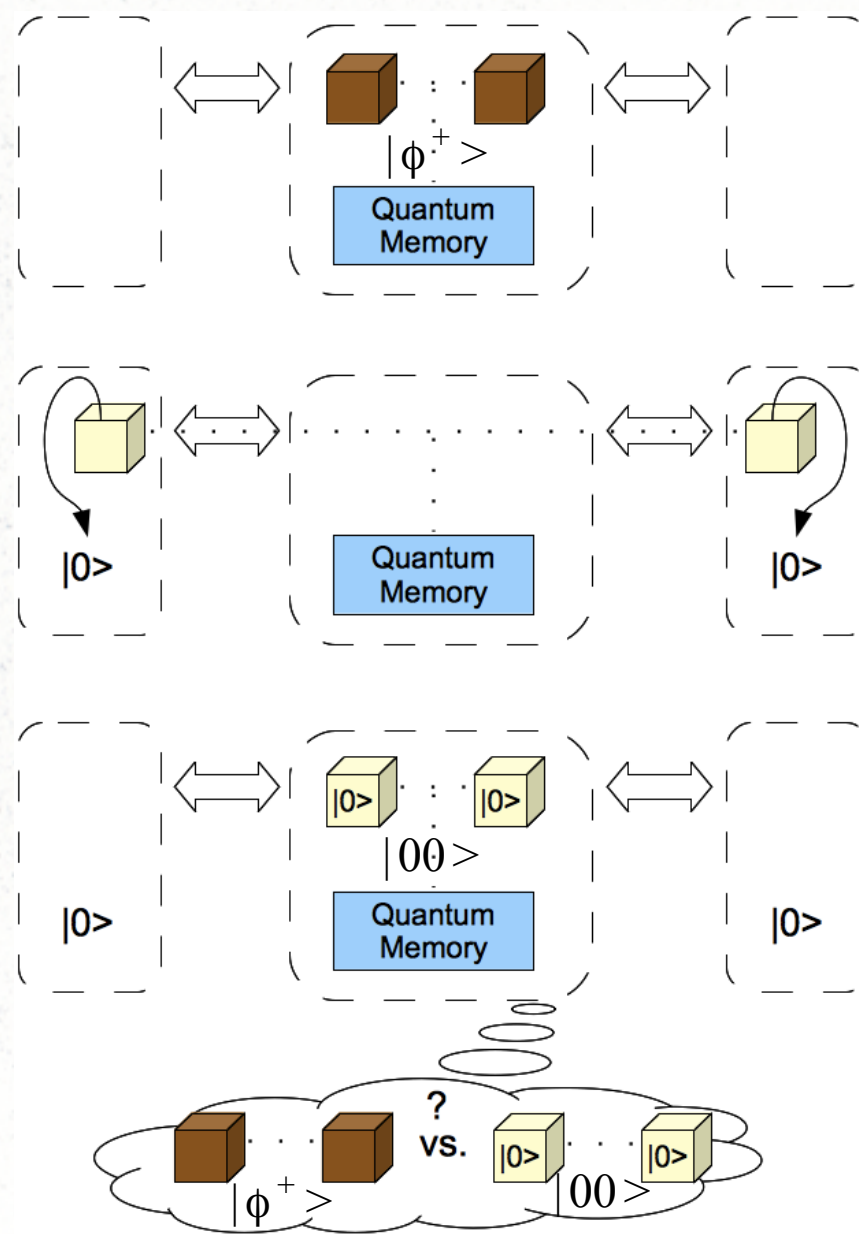 |ϕ⁺>
Quantum
Memory
|0>
Quantum
Memory
|0>
|0> |0>
|00>
|0>
Quantum
Memory
|0>
?
vs.
|0> |0>
|ϕ⁺>
|00>